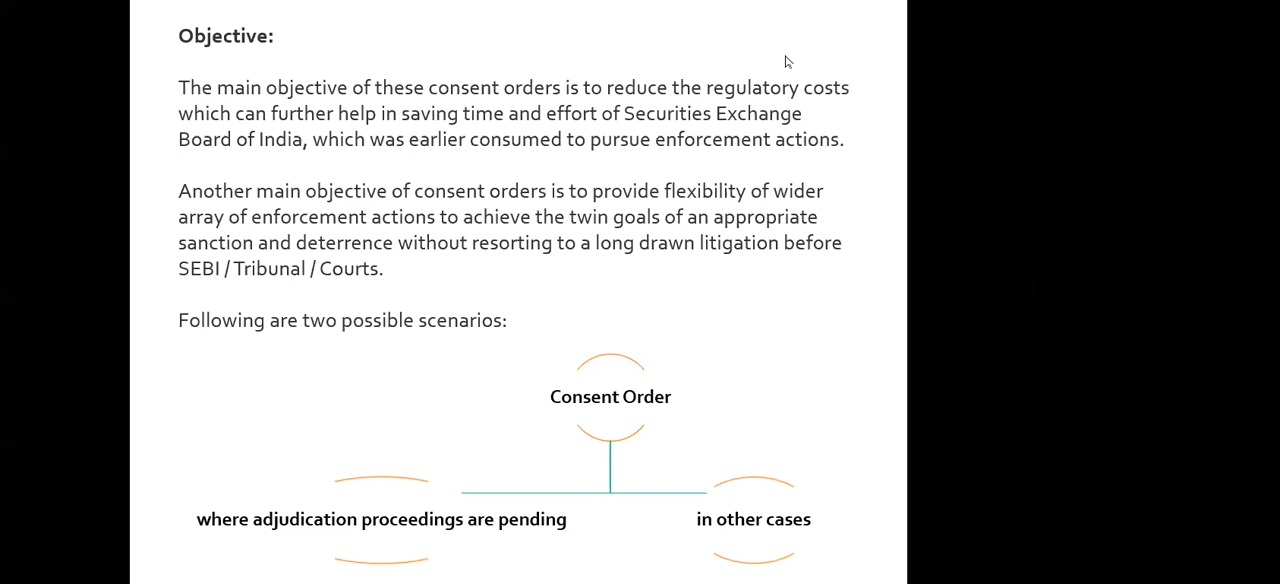 Objective:
The main objective of these consent orders is to reduce the regulatory costs
which can further help in saving time and effort of Securities Exchange
Board of India, which was earlier consumed to pursue enforcement actions.
Another main objective of consent orders is to provide flexibility of wider
array of enforcement actions to achieve the twin goals of an appropriate
sanction and deterrence without resorting to a long drawn litigation before
SEBI / Tribunal / Courts.
Following are two possible scenarios:
Consent Order
where adjudication proceedings are pending
in other cases